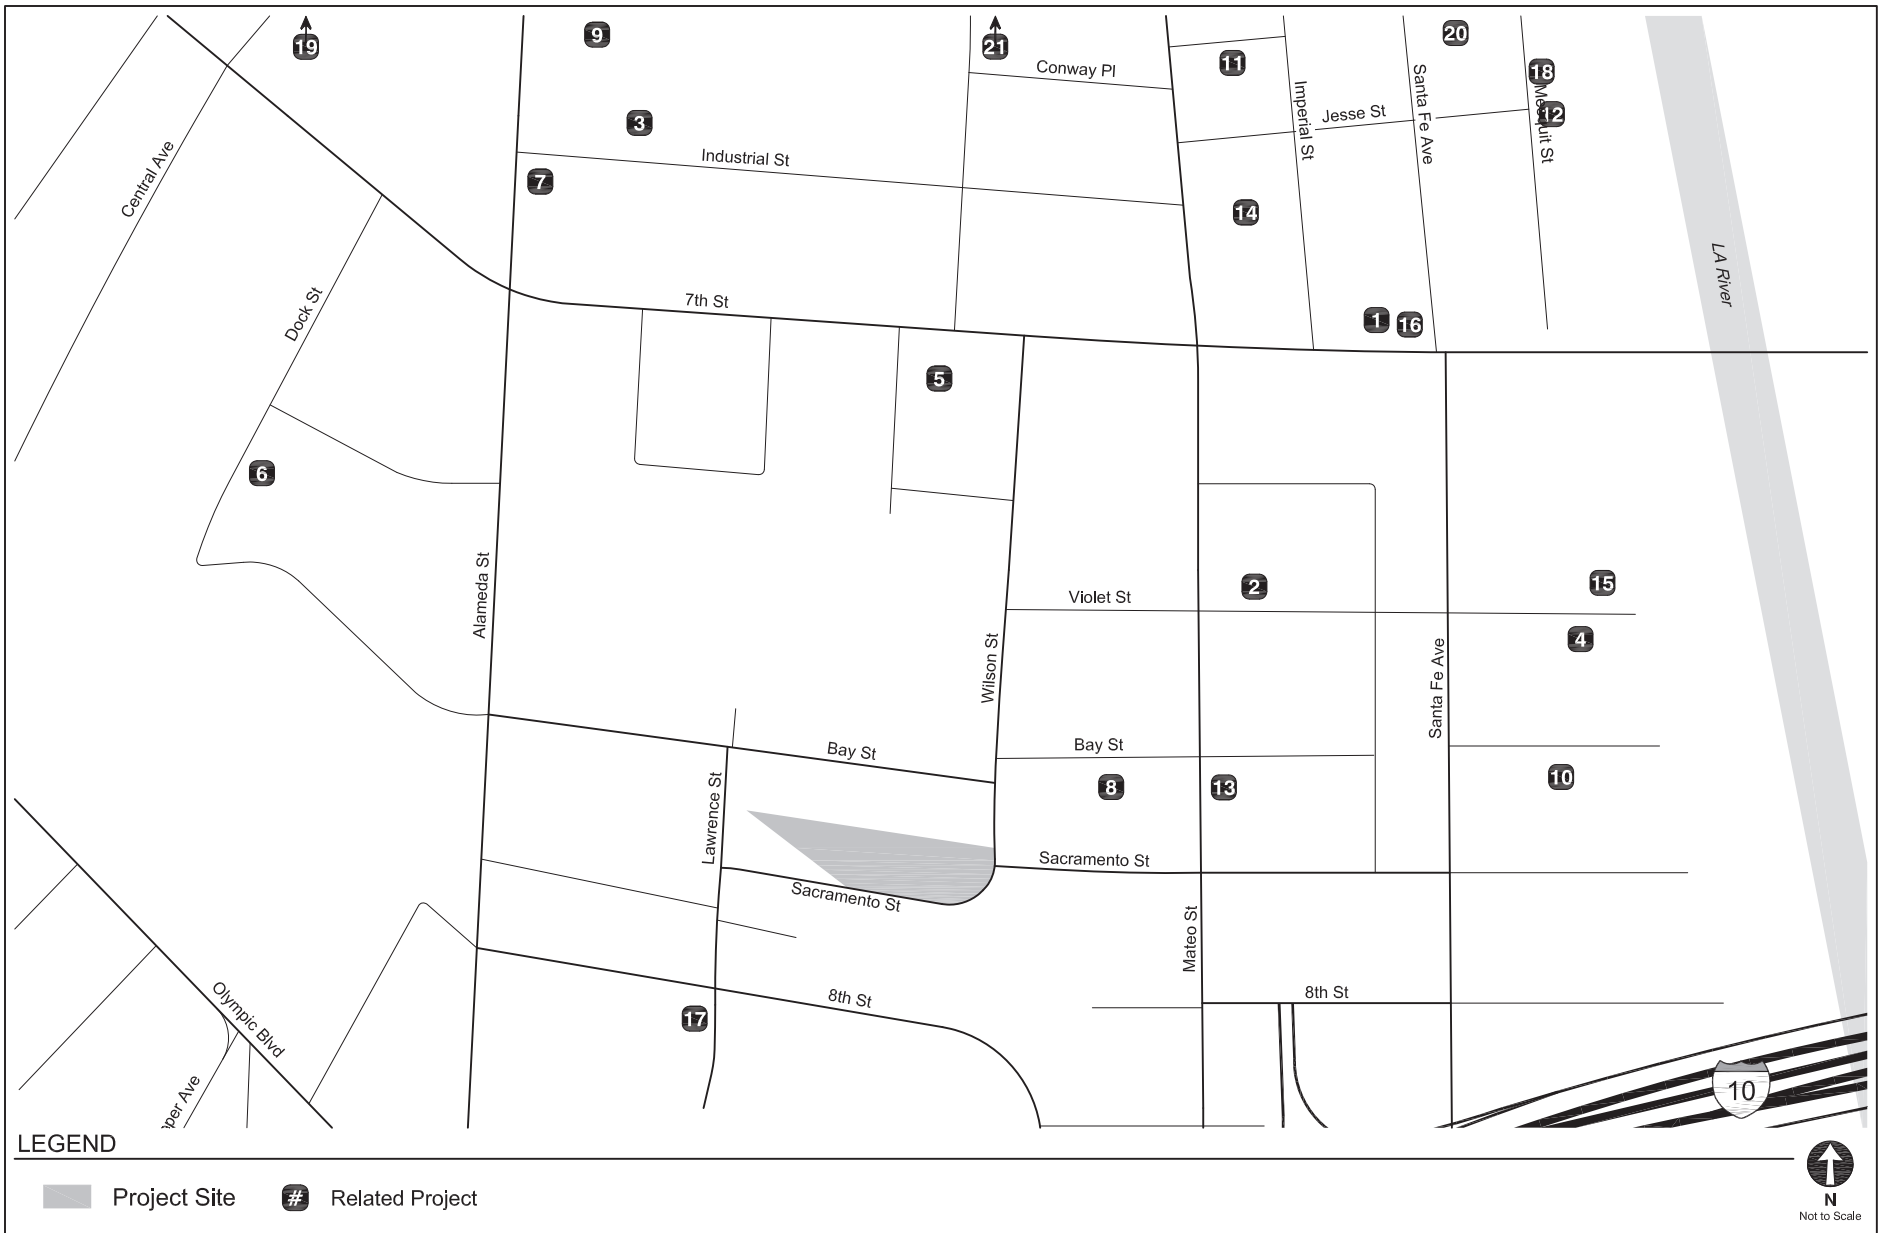 19
9
21
20
Conway Pl
11
18
Imperial St
Santa Fe Ave
Jesse St
12
3
Central Ave
Industrial St
7
14
LA River
Dock St
7th St
1
16
5
6
Alameda St
2
15
Violet St
4
Wilson St
Santa Fe Ave
Bay St
Bay St
8
13
10
Lawrence St
Sacramento St
Sacramento St
Mateo St
8th St
8th St
17
Olympic Blvd
10
LEGEND
Project Site
# Related Project
N
Not to Scale